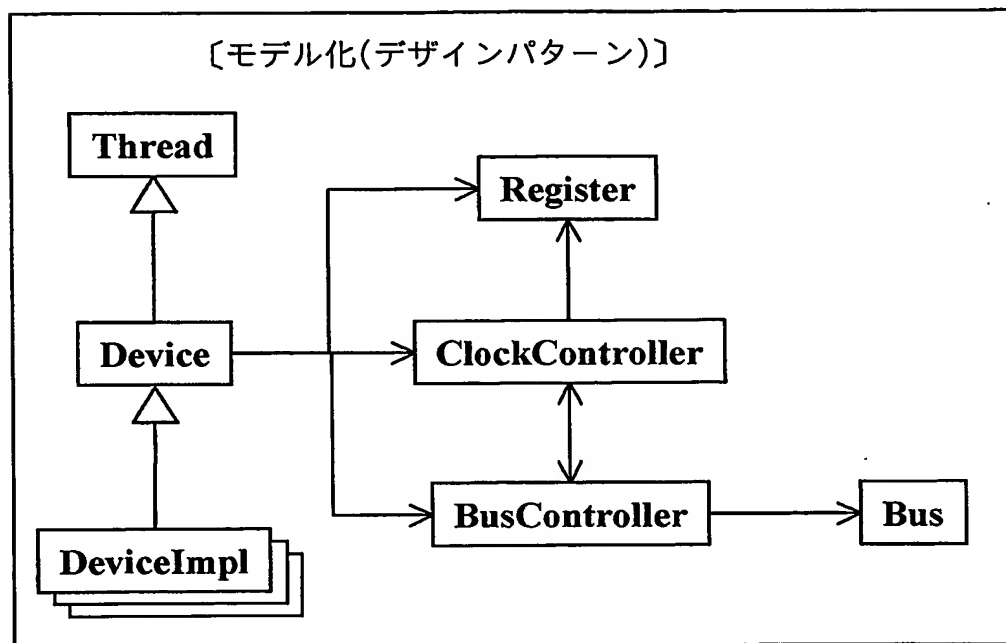 〔モデル化(デザインパターン)〕
Thread
Register
Device
ClockController
BusController
Bus
DeviceImpl